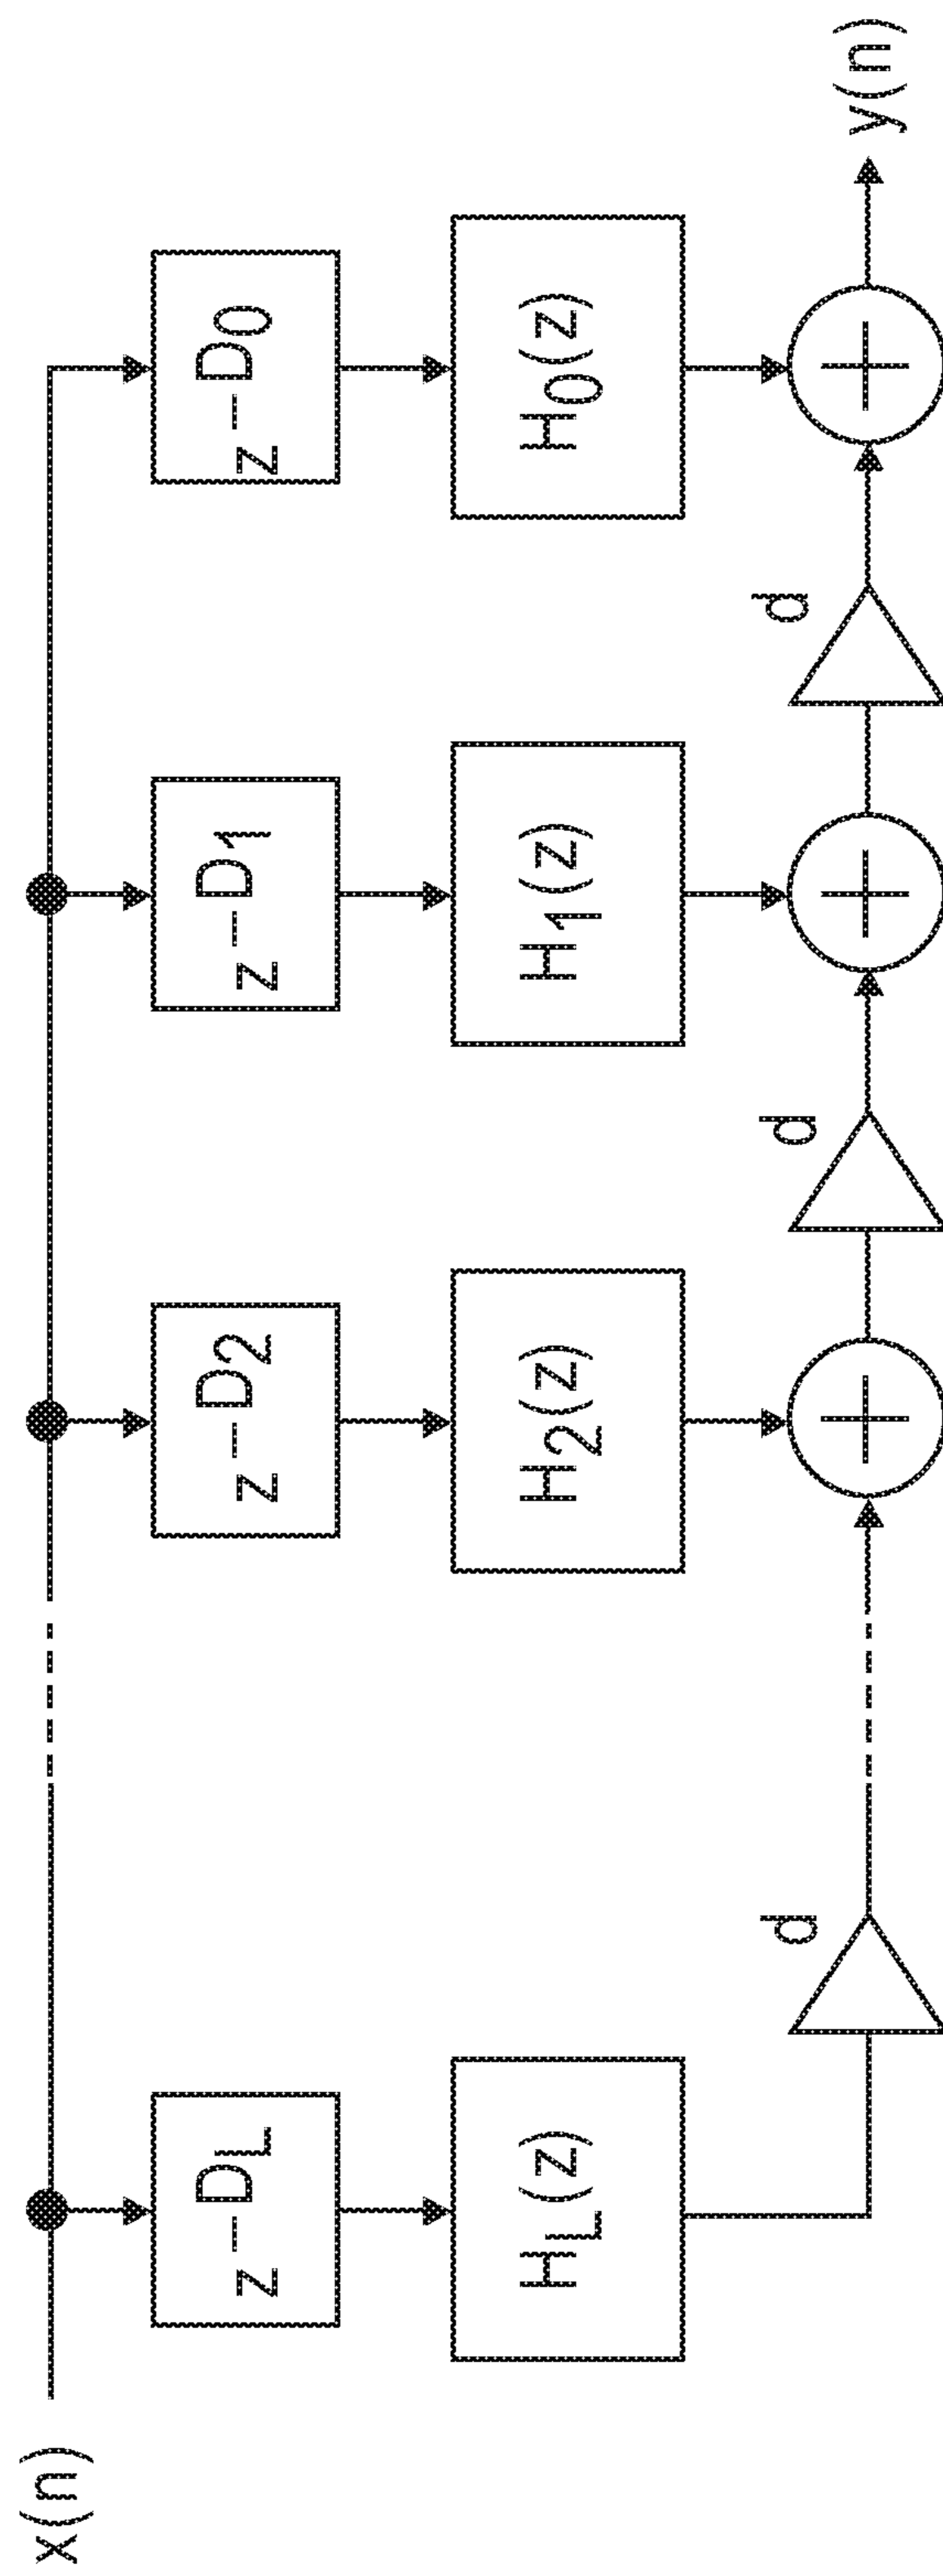 x(n)
z-DL
z-D2
z-D1
z-D0
HL(z)
H2(z)
H1(z)
H0(z)
d
d
d
y(n)